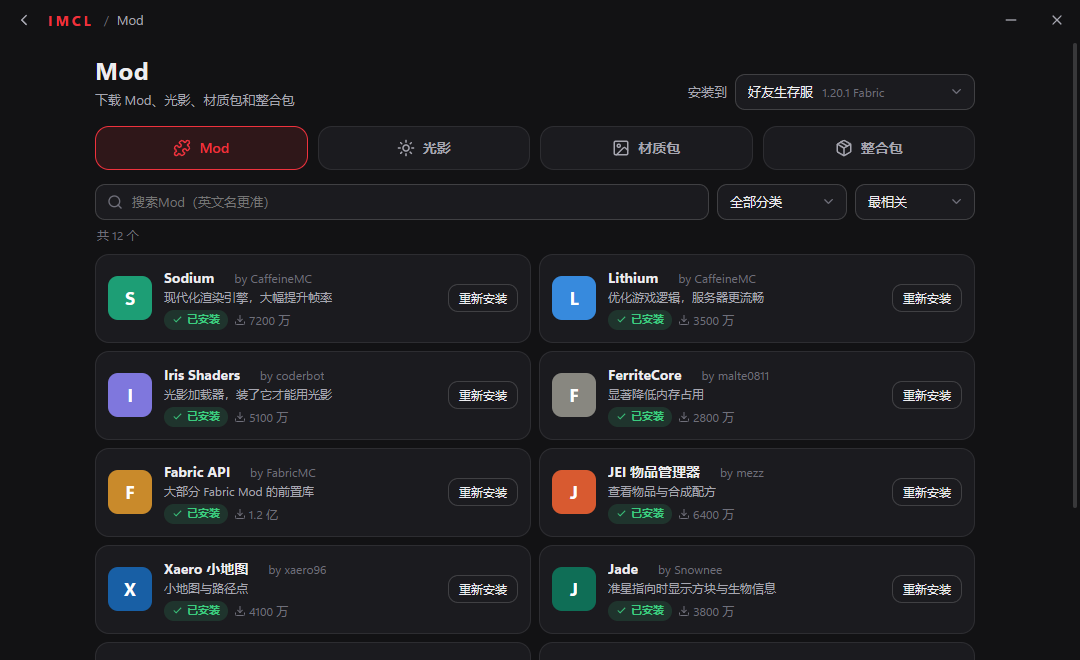 IMCL / Mod
Mod
下载 Mod、光影、材质包和整合包
安装到
好友生存服 1.20.1 Fabric
Mod
光影
材质包
整合包
搜索Mod（英文名更准）
全部分类
最相关
共 12 个
S
Sodium by CaffeineMC
现代化渲染引擎，大幅提升帧率
已安装 7200 万
重新安装
L
Lithium by CaffeineMC
优化游戏逻辑，服务器更流畅
已安装 3500 万
重新安装
I
Iris Shaders by coderbot
光影加载器，装了它才能用光影
已安装 5100 万
重新安装
F
FerriteCore by malte0811
显著降低内存占用
已安装 2800 万
重新安装
F
Fabric API by FabricMC
大部分 Fabric Mod 的前置库
已安装 1.2 亿
重新安装
J
JEI 物品管理器 by mezz
查看物品与合成配方
已安装 6400 万
重新安装
X
Xaero 小地图 by xaero96
小地图与路径点
已安装 4100 万
重新安装
J
Jade by Snownee
准星指向时显示方块与生物信息
已安装 3800 万
重新安装